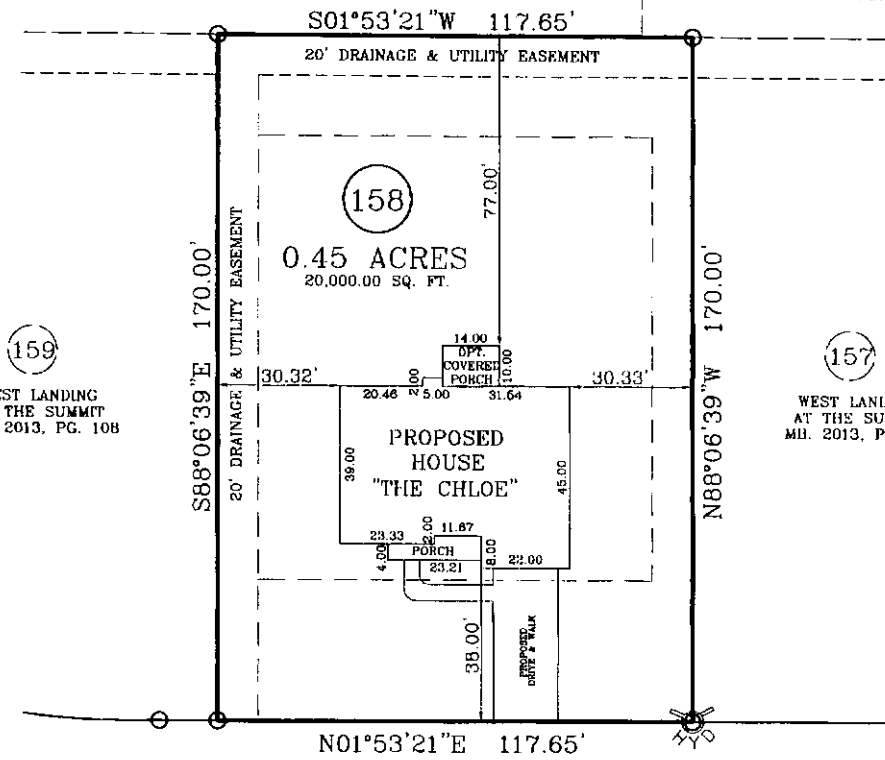 S01°53'21"W 117.65'
20' DRAINAGE & UTILITY EASEMENT
158
0.45 ACRES
20,000.00 SQ. FT.
77.00'
S88°06'39"E 170.00'
20' DRAINAGE & UTILITY EASEMENT
N88°06'39"W 170.00'
159
ST LANDING
THE SUMMIT
2013, PG. 108
157
WEST LAND
AT THE SU
MB. 2013, P
14.00
OPT.
COVERED
PORCH
10.00
30.32'
2.00
30.33'
20.46
5.00
31.64
PROPOSED
HOUSE
"THE CHLOE"
39.00
45.00
23.33
2.00
11.67
4.00
PORCH
23.21
8.00
22.00
38.00'
PROPOSED
DRIVE & WALK
HYD
N01°53'21"E 117.65'